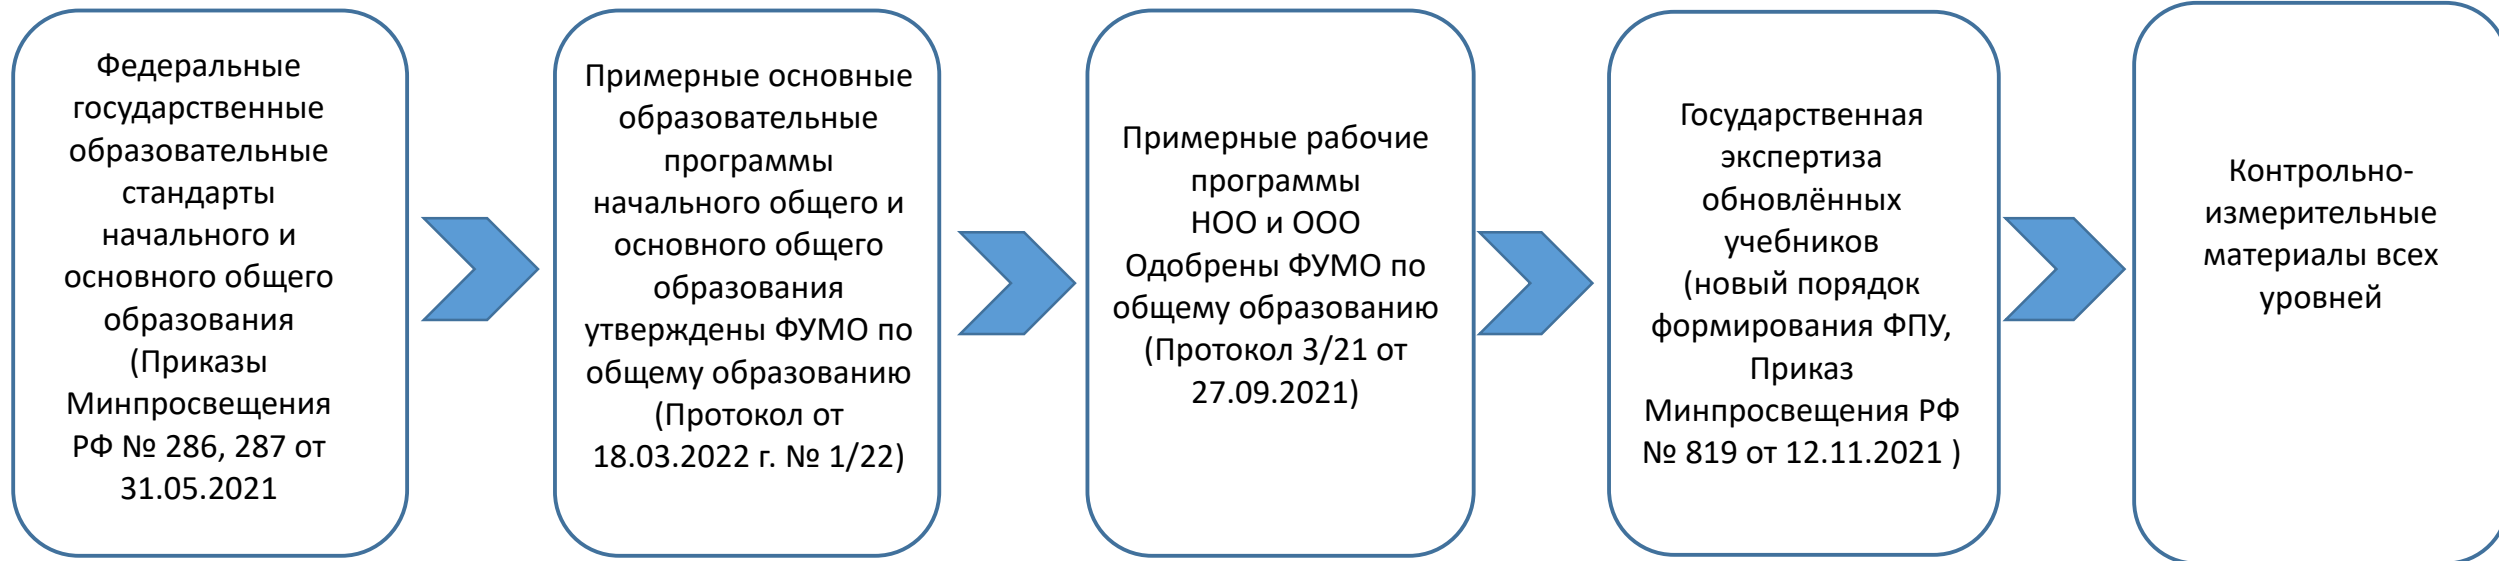 Федеральные
государственные
образовательные
стандарты
начального и
основного общего
образования
(Приказы
Минпросвещения
РФ № 286, 287 от
31.05.2021
Примерные основные
образовательные
программы
начального общего и
основного общего
образования
утверждены ФУМО по
общему образованию
(Протокол от
18.03.2022 г. № 1/22)
Примерные рабочие
программы
НОО и ООО
Одобрены ФУМО по
общему образованию
(Протокол 3/21 от
27.09.2021)
Государственная
экспертиза
обновлённых
учебников
(новый порядок
формирования ФПУ,
Приказ
Минпросвещения РФ
№ 819 от 12.11.2021 )
Контрольно-
измерительные
материалы всех
уровней